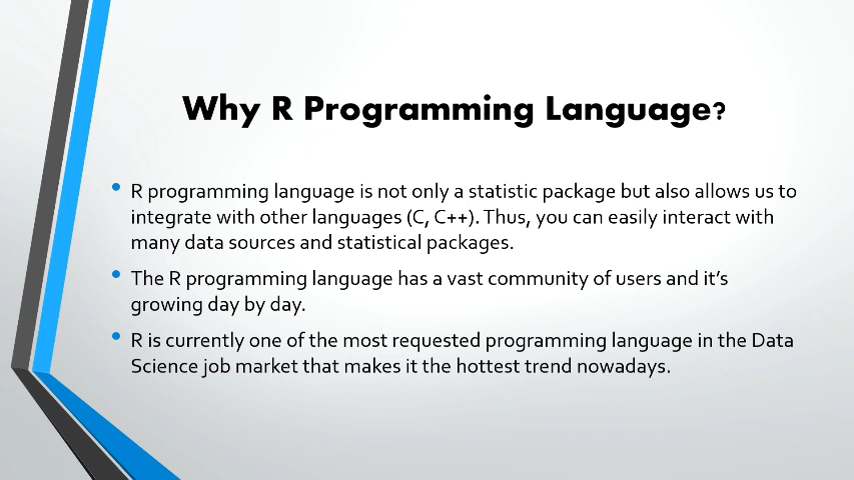 Why R Programming Language?
• R programming language is not only a statistic package but also allows us to
integrate with other languages (C, C++). Thus, you can easily interact with
many data sources and statistical packages.
• The R programming language has a vast community of users and it's
growing day by day.
• R is currently one of the most requested programming language in the Data
Science job market that makes it the hottest trend nowadays.